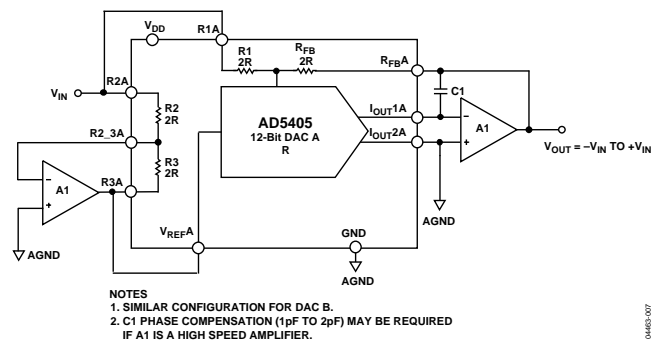 VDD
R1A
R1
2R
RFB
2R
RFBA
R2A
VIN
R2
2R
C1
AD5405
12-Bit DAC A
R
IOUT1A
IOUT2A
A1
VOUT = –VIN TO +VIN
R2_3A
R3
2R
R3A
A1
AGND
AGND
VREFA
GND
AGND
NOTES
1. SIMILAR CONFIGURATION FOR DAC B.
2. C1 PHASE COMPENSATION (1pF TO 2pF) MAY BE REQUIRED
IF A1 IS A HIGH SPEED AMPLIFIER.
04463-007